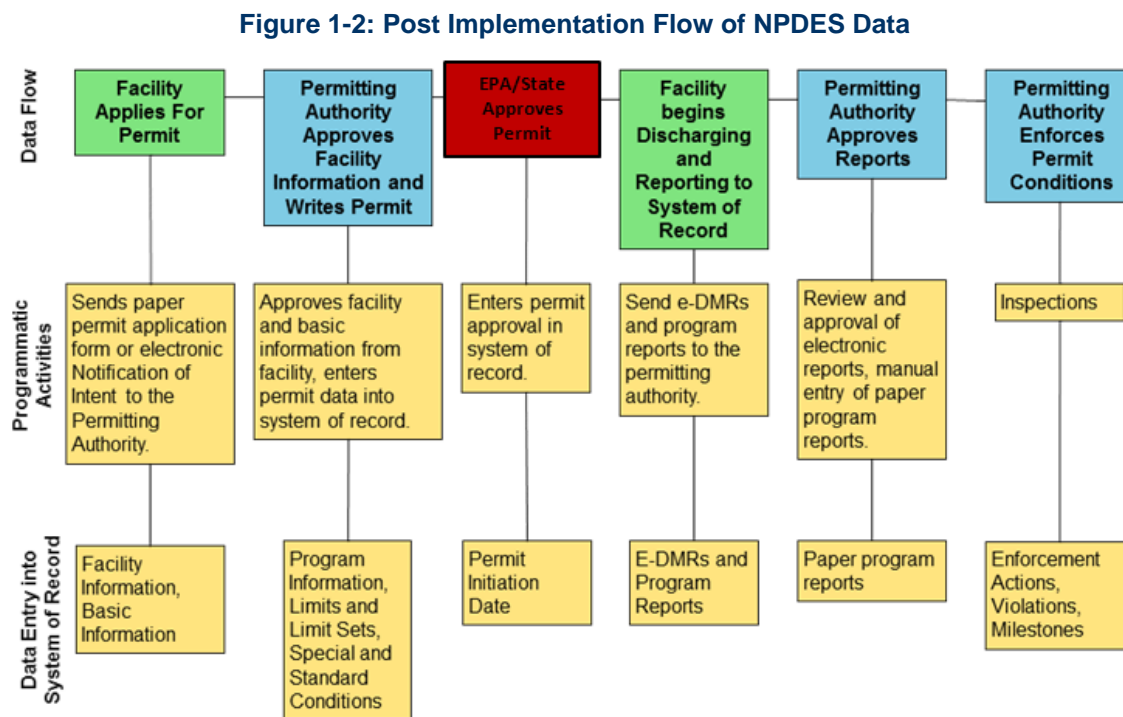 Figure 1-2: Post Implementation Flow of NPDES Data
Data Flow
Facility
Applies For
Permit
Permitting
Authority
Approves
Facility
Information and
Writes Permit
EPA/State
Approves
Permit
Facility
begins
Discharging
and
Reporting to
System of
Record
Permitting
Authority
Approves
Reports
Permitting
Authority
Enforces
Permit
Conditions
Programmatic
Activities
Sends paper
permit application
form or electronic
Notification of
Intent to the
Permitting
Authority.
Approves facility
and basic
information from
facility, enters
permit data into
system of record.
Enters permit
approval in
system of
record.
Send e-DMRs
and program
reports to the
permitting
authority.
Review and
approval of
electronic
reports, manual
entry of paper
program
reports.
Inspections
Data Entry into
System of Record
Facility
Information,
Basic
Information
Program
Information,
Limits and
Limit Sets,
Special and
Standard
Conditions
Permit
Initiation
Date
E-DMRs and
Program
Reports
Paper program
reports
Enforcement
Actions,
Violations,
Milestones